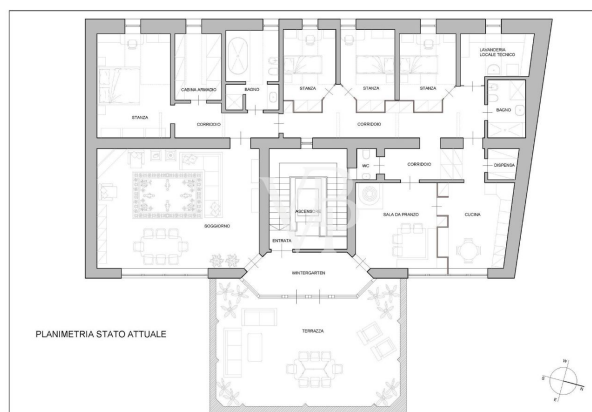 LAVANDERIA
LOCALE TECNICO
CABINA ARMADIO
BAGNO
STANZA
STANZA
STANZA
STANZA
BAGNO
CORRIDOIO
CORRIDOIO
WC
CORRIDOIO
DISPENSA
ASCENSORE
SOGGIORNO
SALA DA PRANZO
CUCINA
ENTRATA
WINTERGARTEN
TERRAZZA
PLANIMETRIA STATO ATTUALE